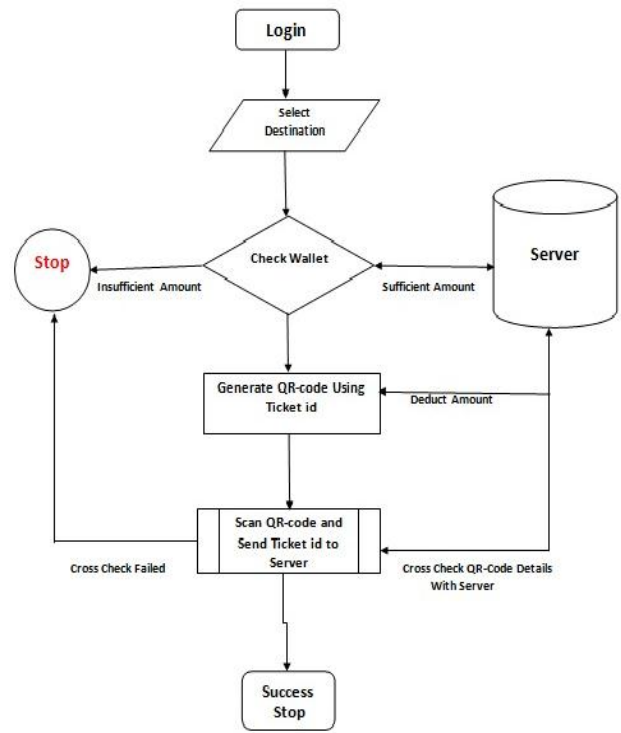 Login
Select
Destination
Stop
Check Wallet
Server
Insufficient Amount
Sufficient Amount
Generate QR-code Using
Ticket id
Deduct Amount
Scan QR-code and
Send Ticket id to
Server
Cross Check Failed
Cross Check QR-Code Details
With Server
Success
Stop